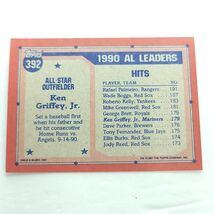 Topps
392
ALL-STAR
OUTFIELDER
Ken
Griffey, Jr.
Set a baseball first
when he and his father
hit consecutive
Home Runs vs.
Angels, 9-14-90.
1990 AL LEADERS
HITS
PLAYER, TEAM NO.
Rafael Palmeiro, Rangers 191
Wade Boggs, Red Sox 187
Roberto Kelly, Yankees 183
Mike Greenwell, Red Sox 181
George Brett, Royals 179
Ken Griffey, Jr., Mariners 179
Dave Parker, Brewers 176
Tony Fernandez, Blue Jays 175
Ellis Burks, Red Sox 174
Jody Reed, Red Sox 173